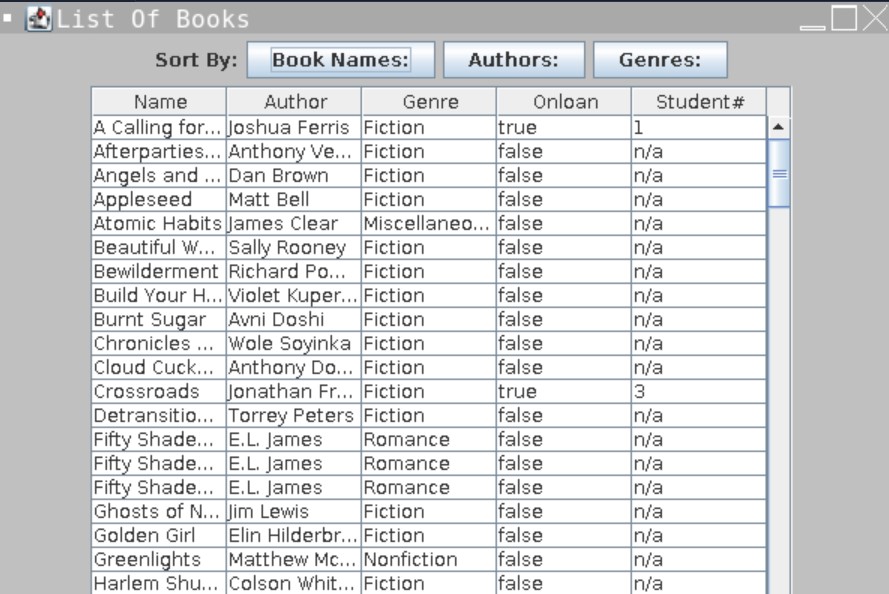 List Of Books
Sort By: Book Names: Authors: Genres:
Name Author Genre Onloan Student#
A Calling for... Joshua Ferris Fiction true 1
Afterparties... Anthony Ve... Fiction false n/a
Angels and ... Dan Brown Fiction false n/a
Appleseed Matt Bell Fiction false n/a
Atomic Habits James Clear Miscellaneo... false n/a
Beautiful W... Sally Rooney Fiction false n/a
Bewilderment Richard Po... Fiction false n/a
Build Your H... Violet Kuper... Fiction false n/a
Burnt Sugar Avni Doshi Fiction false n/a
Chronicles ... Wole Soyinka Fiction false n/a
Cloud Cuck... Anthony Do... Fiction false n/a
Crossroads Jonathan Fr... Fiction true 3
Detransitio... Torrey Peters Fiction false n/a
Fifty Shade... E.L. James Romance false n/a
Fifty Shade... E.L. James Romance false n/a
Fifty Shade... E.L. James Romance false n/a
Ghosts of N... Jim Lewis Fiction false n/a
Golden Girl Elin Hilderbr... Fiction false n/a
Greenlights Matthew Mc... Nonfiction false n/a
Harlem Shu... Colson Whit... Fiction false n/a